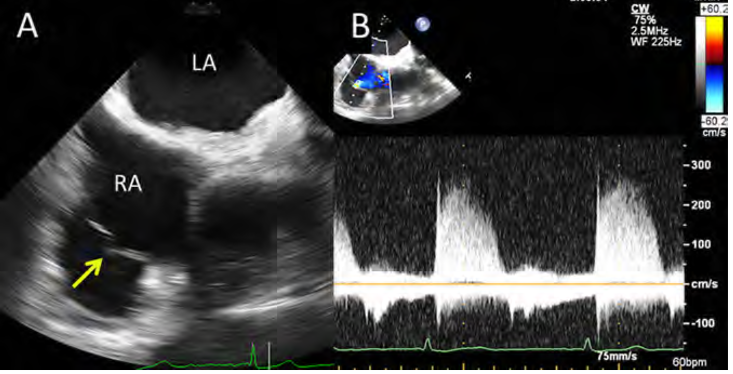 A
LA
RA
B
CW
75%
2.5MHz
WF 225Hz
+60.2
-60.2
cm/s
300
200
100
cm/s
-100
75mm/s
60bpm